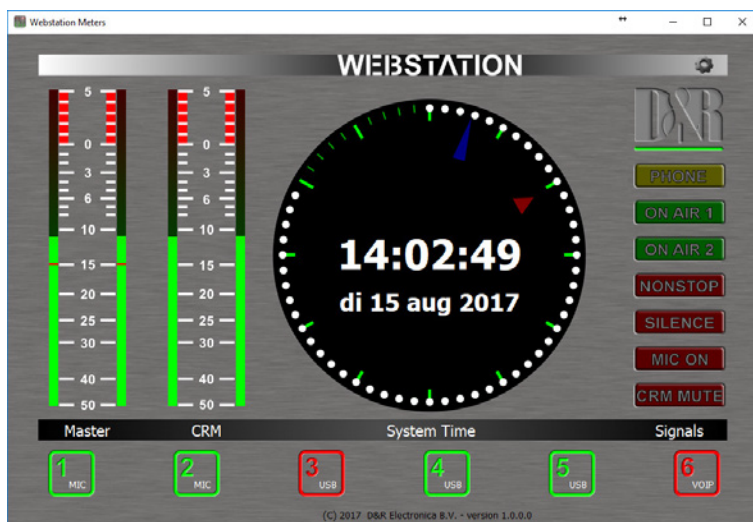 Webstation Meters
WEBSTATION
5 5
0 0
3 3
6 6
10 10
15 15
20 20
25 25
30 30
40 40
50 50
D&R
PHONE
ON AIR 1
ON AIR 2
NONSTOP
SILENCE
MIC ON
CRM MUTE
14:02:49
di 15 aug 2017
Master CRM System Time Signals
1 MIC
2 MIC
3 USB
4 USB
5 USB
6 VOIP
(C) 2017 D&R Electronica B.V. - version 1.0.0.0